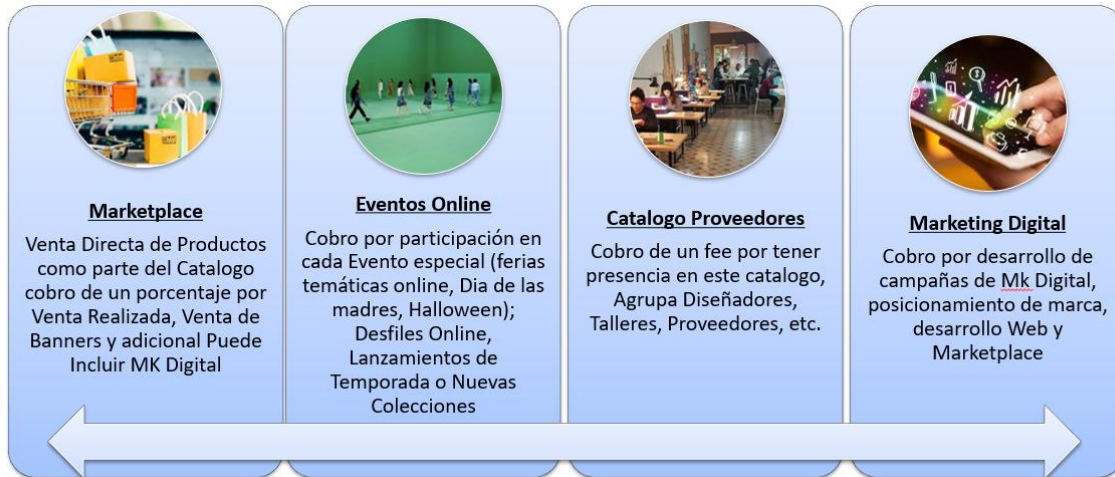 Marketplace
Venta Directa de Productos
como parte del Catalogo
cobro de un porcentaje por
Venta Realizada, Venta de
Banners y adicional Puede
Incluir MK Digital
Eventos Online
Cobro por participación en
cada Evento especial (ferias
temáticas online, Dia de las
madres, Halloween);
Desfiles Online,
Lanzamientos de
Temporada o Nuevas
Colecciones
Catalogo Proveedores
Cobro de un fee por tener
presencia en este catalogo,
Agrupa Diseñadores,
Talleres, Proveedores, etc.
Marketing Digital
Cobro por desarrollo de
campañas de Mk Digital,
posicionamiento de marca,
desarrollo Web y
Marketplace